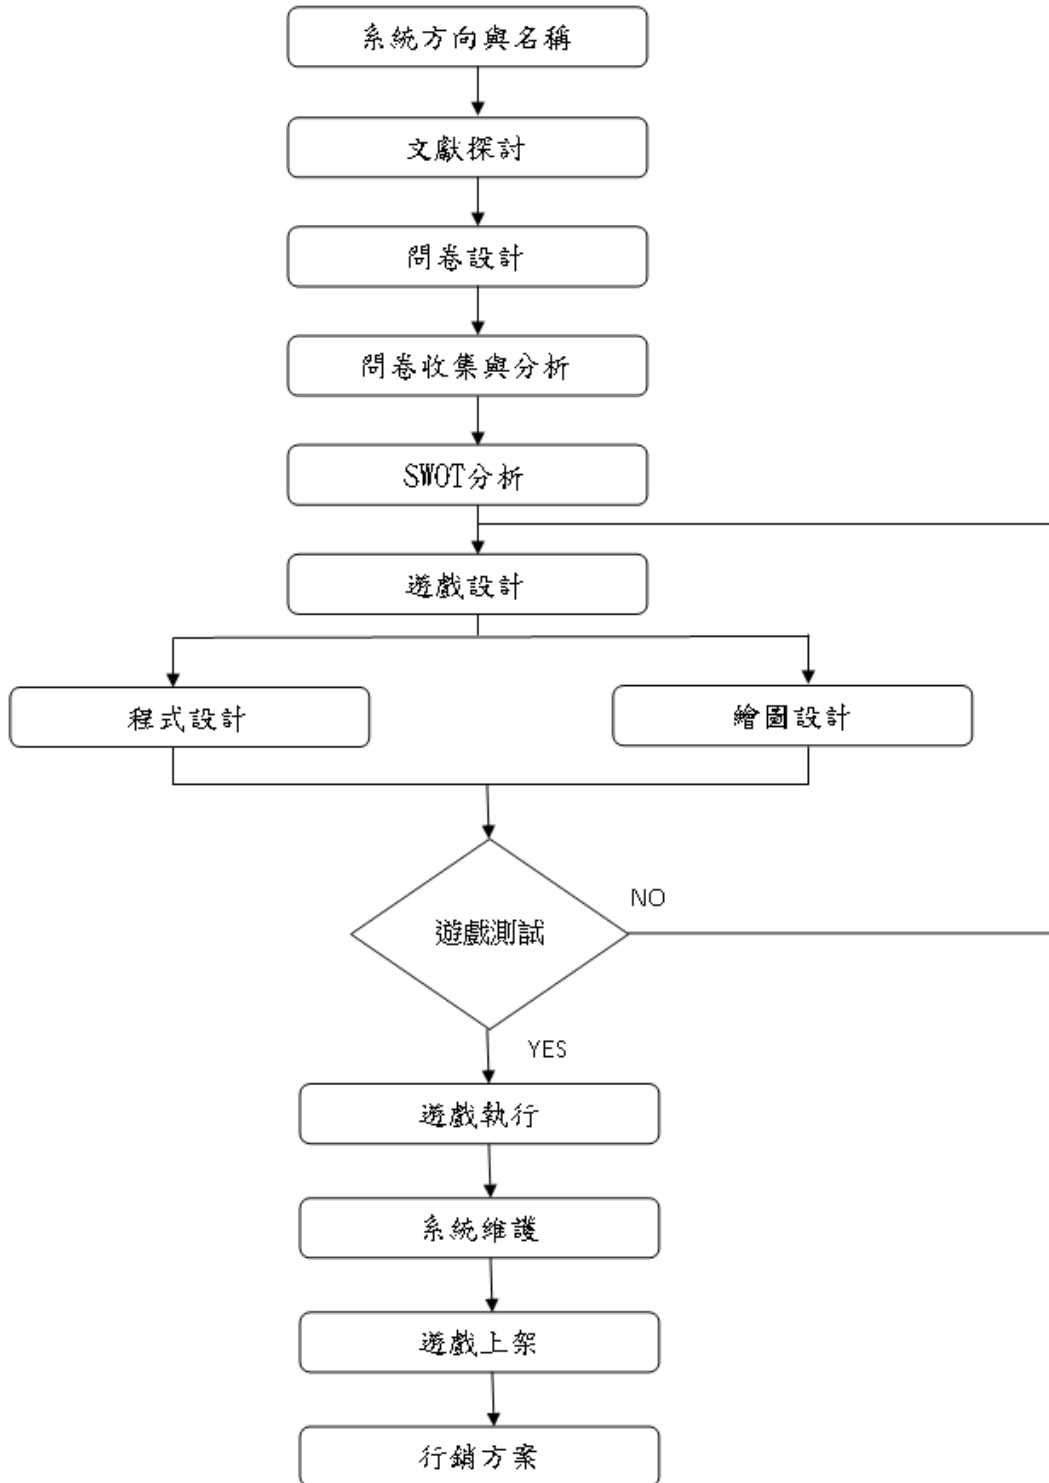 系統方向與名稱
文獻探討
問卷設計
問卷收集與分析
SWOT分析
遊戲設計
程式設計
繪圖設計
遊戲測試
NO
YES
遊戲執行
系統維護
遊戲上架
行銷方案